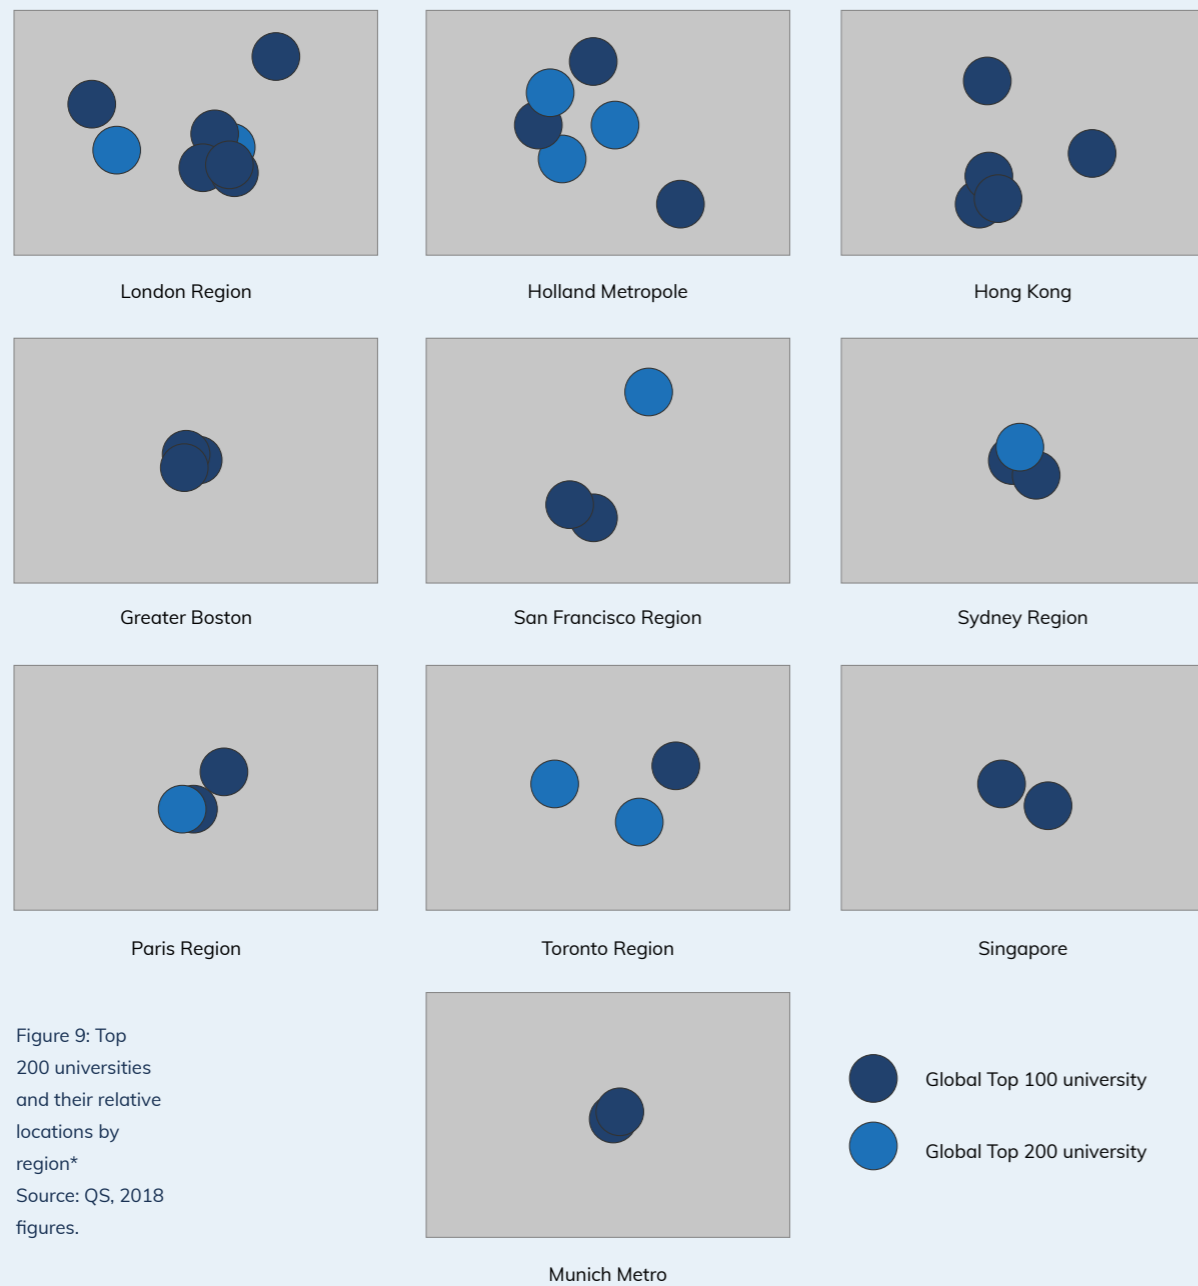 London Region
Holland Metropole
Hong Kong
Greater Boston
San Francisco Region
Sydney Region
Paris Region
Toronto Region
Singapore
Figure 9: Top
200 universities
and their relative
locations by
region*
Source: QS, 2018
figures.
Global Top 100 university
Global Top 200 university
Munich Metro